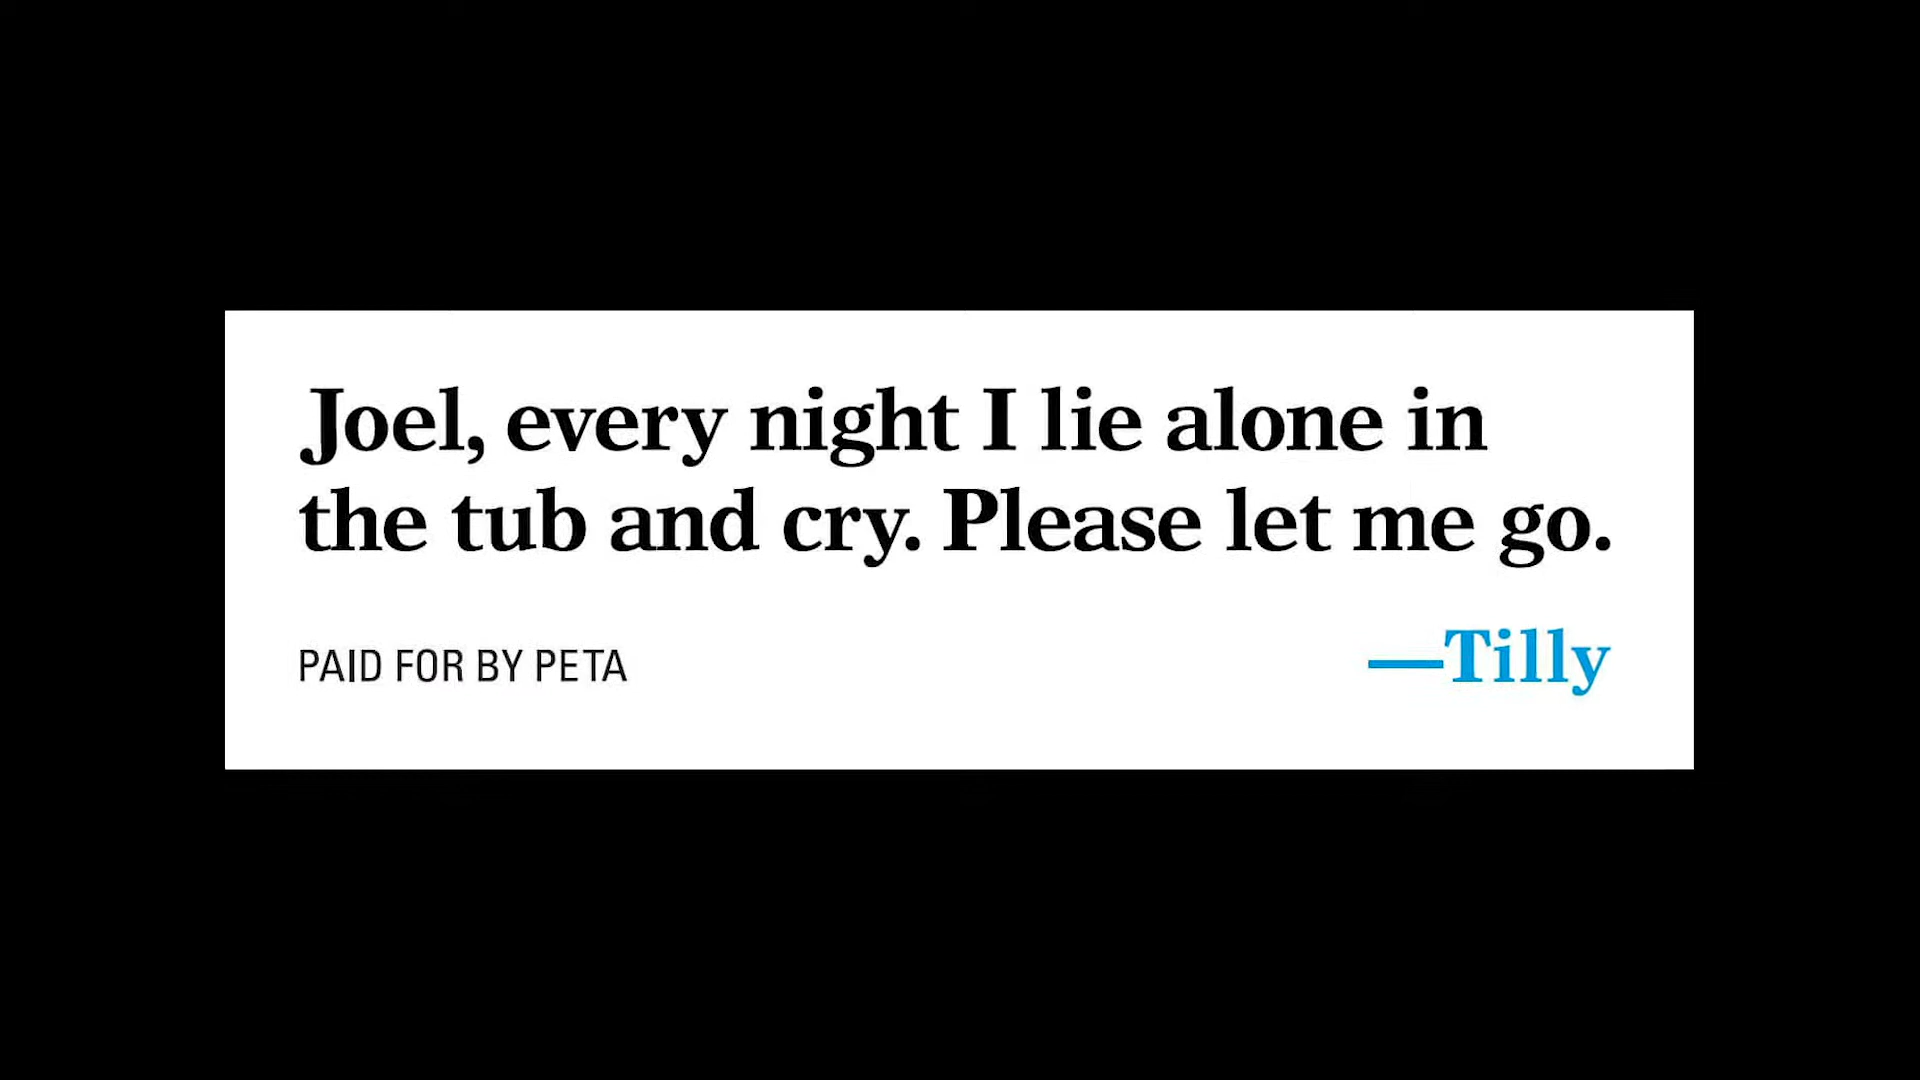 Joel, every night I lie alone in
the tub and cry. Please let me go.
PAID FOR BY PETA
—Tilly